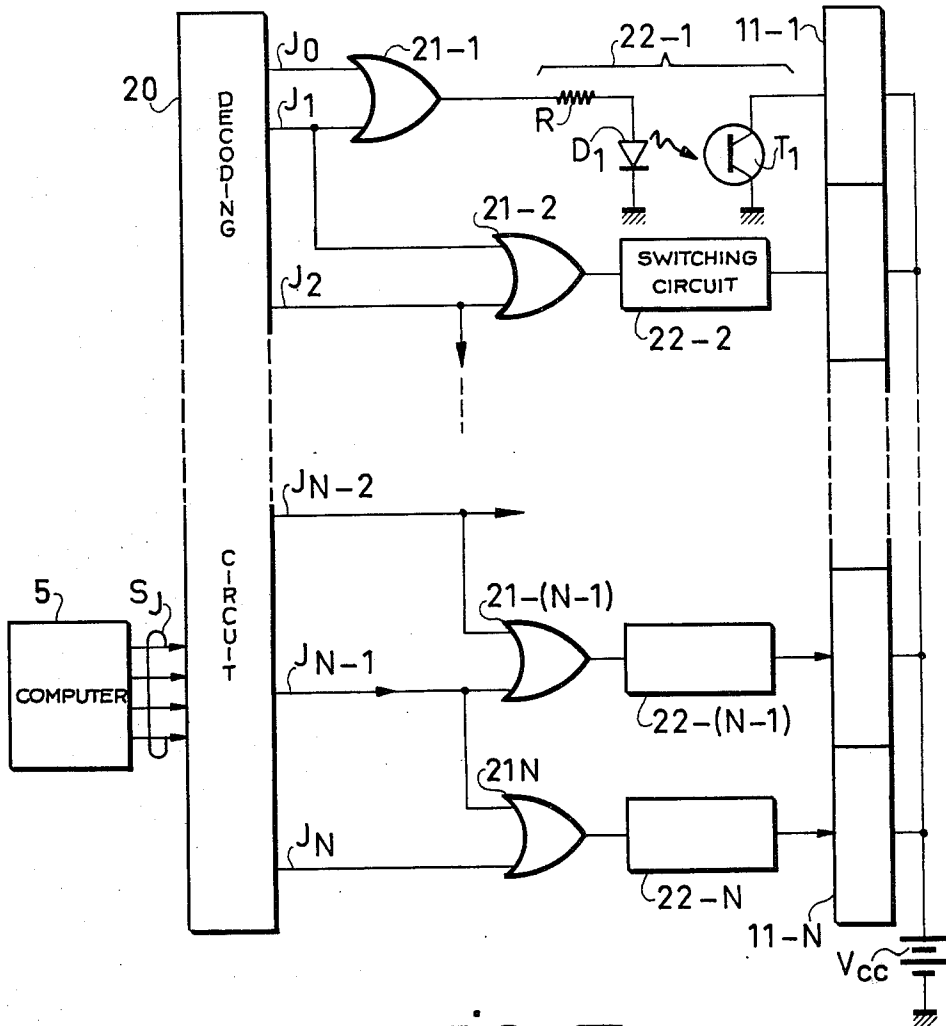 11-1
J0
21-1
22-1
20
DECODING
J1
R
D1
T1
21-2
SWITCHING
CIRCUIT
J2
22-2
JN-2
CIRCUIT
5
SJ
21-(N-1)
COMPUTER
JN-1
22-(N-1)
21N
JN
22-N
11-N
VCC